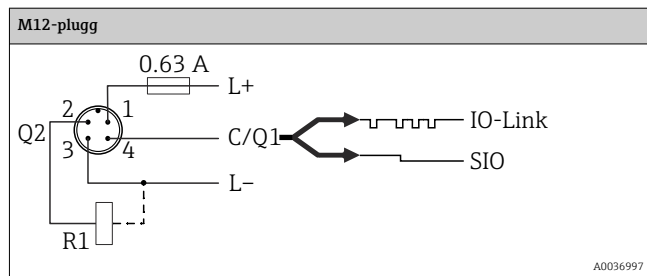 M12-plugg
0.63 A
L+
2 1
Q2
3 4
C/Q1
IO-Link
SIO
L–
R1
A0036997